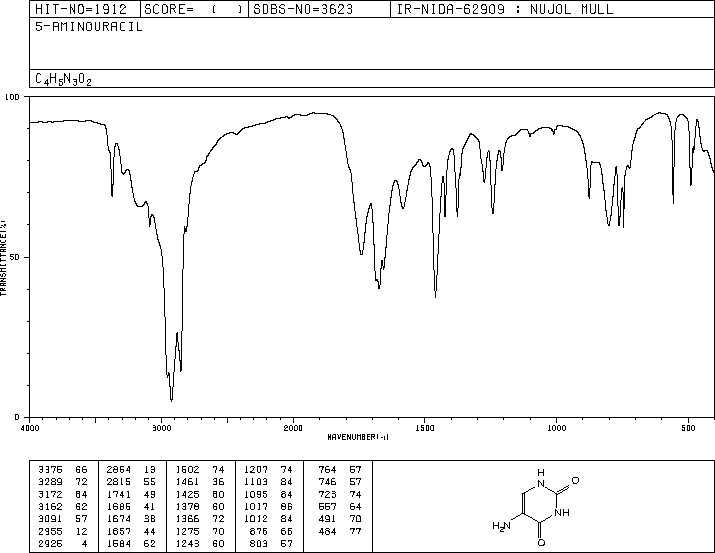 HIT-NO=1912 SCORE= ( ) SDBS-NO=3623 IR-NIDA-62909 : NUJOL MULL
5-AMINOURACIL
C4H5N3O2
100
50
0
TRANSMITTANCE(%)
4000 3000 2000 1500 1000 500
WAVENUMBER(-1)
3376 66 2854 13 1602 74 1207 74 764 57
3289 72 2815 55 1461 36 1103 84 746 57
3172 64 1741 49 1425 60 1095 84 723 74
3162 62 1686 41 1378 60 1017 86 557 64
3091 57 1674 38 1366 72 1012 84 491 70
2955 12 1657 44 1275 70 876 66 484 77
2925 4 1584 62 1243 60 803 57
H
N O
NH
H2N
O